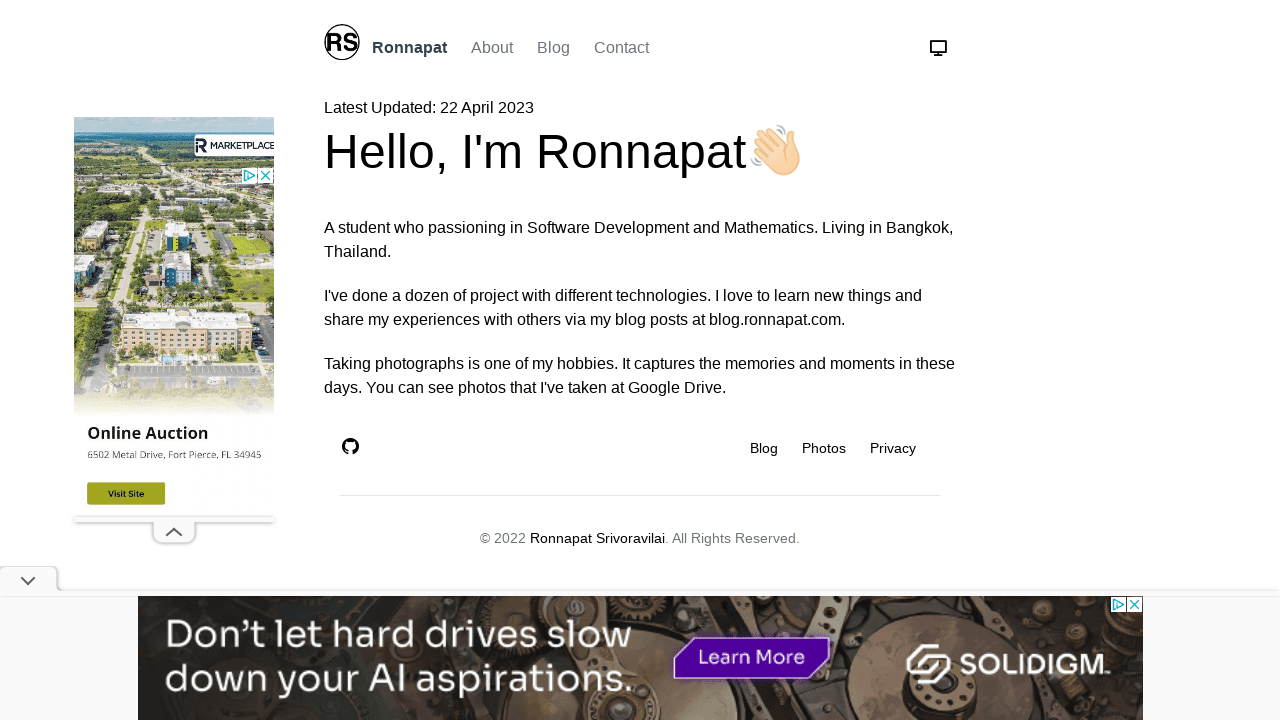 RS
Ronnapat About Blog Contact
Latest Updated: 22 April 2023
Hello, I'm Ronnapat
A student who passioning in Software Development and Mathematics. Living in Bangkok,
Thailand.
I've done a dozen of project with different technologies. I love to learn new things and
share my experiences with others via my blog posts at blog.ronnapat.com.
Taking photographs is one of my hobbies. It captures the memories and moments in these
days. You can see photos that I've taken at Google Drive.
Blog Photos Privacy
© 2022 Ronnapat Srivoravilai. All Rights Reserved.
R MARKETPLACE
Online Auction
6502 Metal Drive, Fort Pierce, FL 34945
Visit Site
Don't let hard drives slow
down your AI aspirations.
Learn More
SOLIDIGM